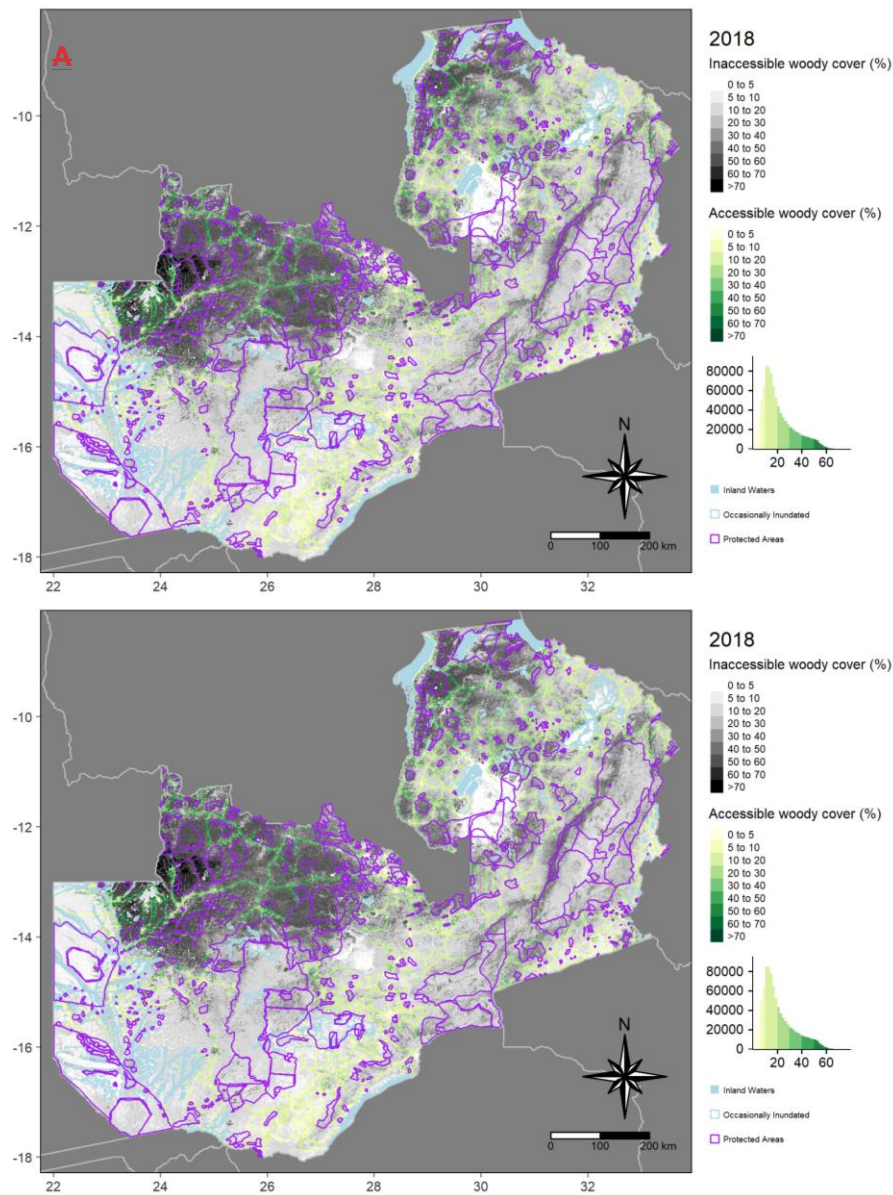 A
2018
Inaccessible woody cover (%)
0 to 5
5 to 10
10 to 20
20 to 30
30 to 40
40 to 50
50 to 60
60 to 70
>70
Accessible woody cover (%)
0 to 5
5 to 10
10 to 20
20 to 30
30 to 40
40 to 50
50 to 60
60 to 70
>70
80000
60000
40000
20000
0
20 40 60
Inland Waters
Occasionally Inundated
Protected Areas
-10
-12
-14
-16
-18
N
0 100 200 km
22 24 26 28 30 32
2018
Inaccessible woody cover (%)
0 to 5
5 to 10
10 to 20
20 to 30
30 to 40
40 to 50
50 to 60
60 to 70
>70
Accessible woody cover (%)
0 to 5
5 to 10
10 to 20
20 to 30
30 to 40
40 to 50
50 to 60
60 to 70
>70
80000
60000
40000
20000
0
20 40 60
Inland Waters
Occasionally Inundated
Protected Areas
-10
-12
-14
-16
-18
N
0 100 200 km
22 24 26 28 30 32